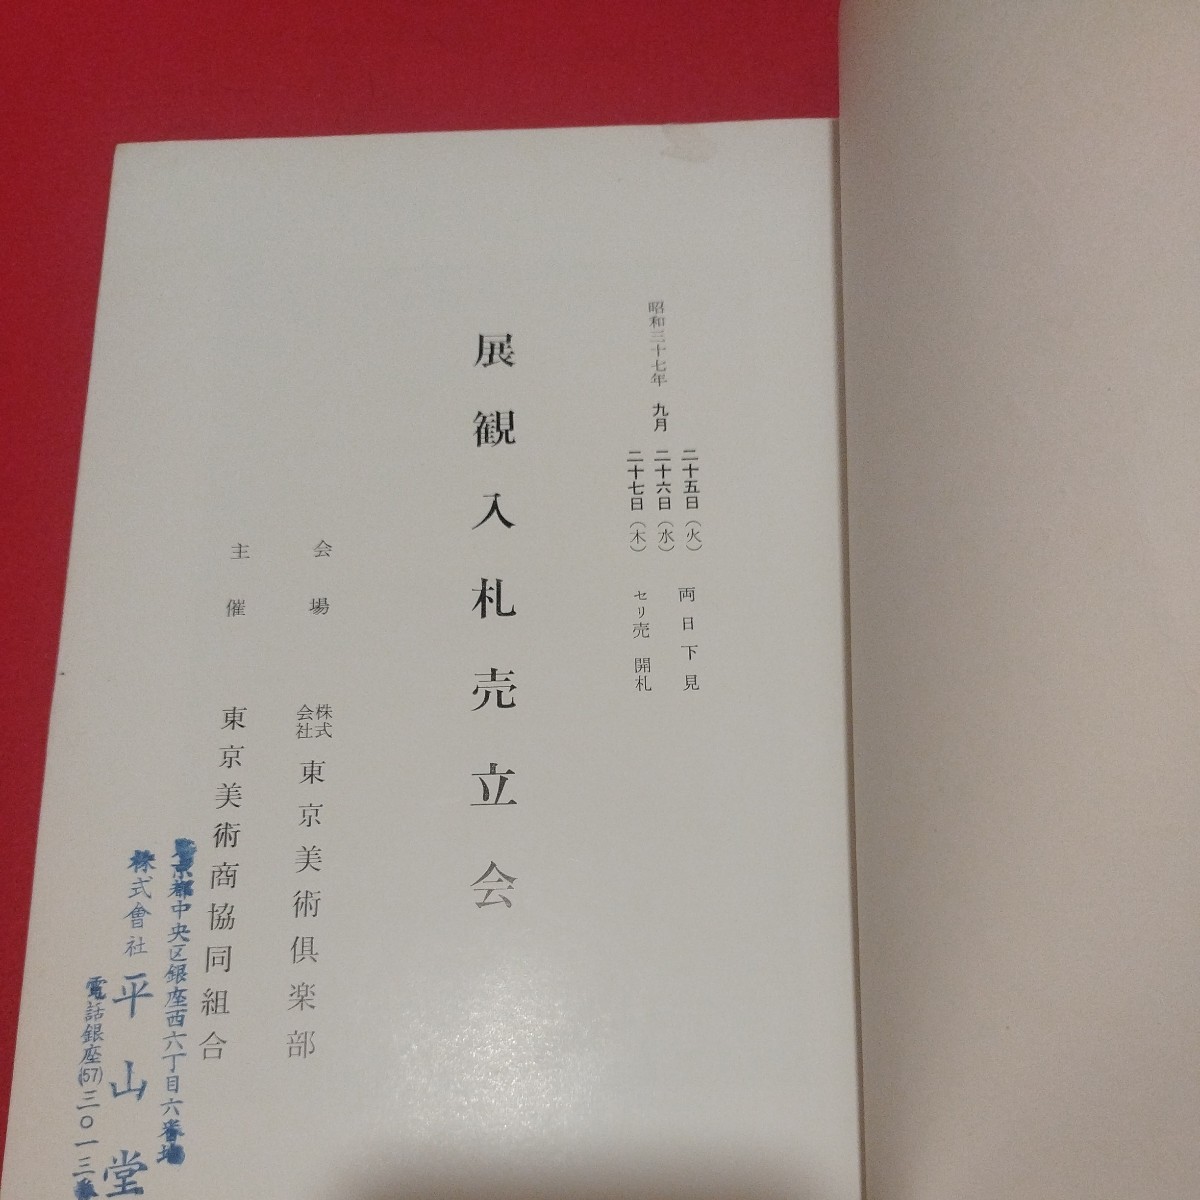 昭和三十七年 九月
二十五日（火）
二十六日（水）
両日下見
二十七日（木） セリ売 開札
展観入札売立会
会場 株式会社 東京美術倶楽部
主催 東京美術商協同組合
東京都中央区銀座西六丁目六番地
株式會社 平山堂
電話銀座(57)三〇一三番